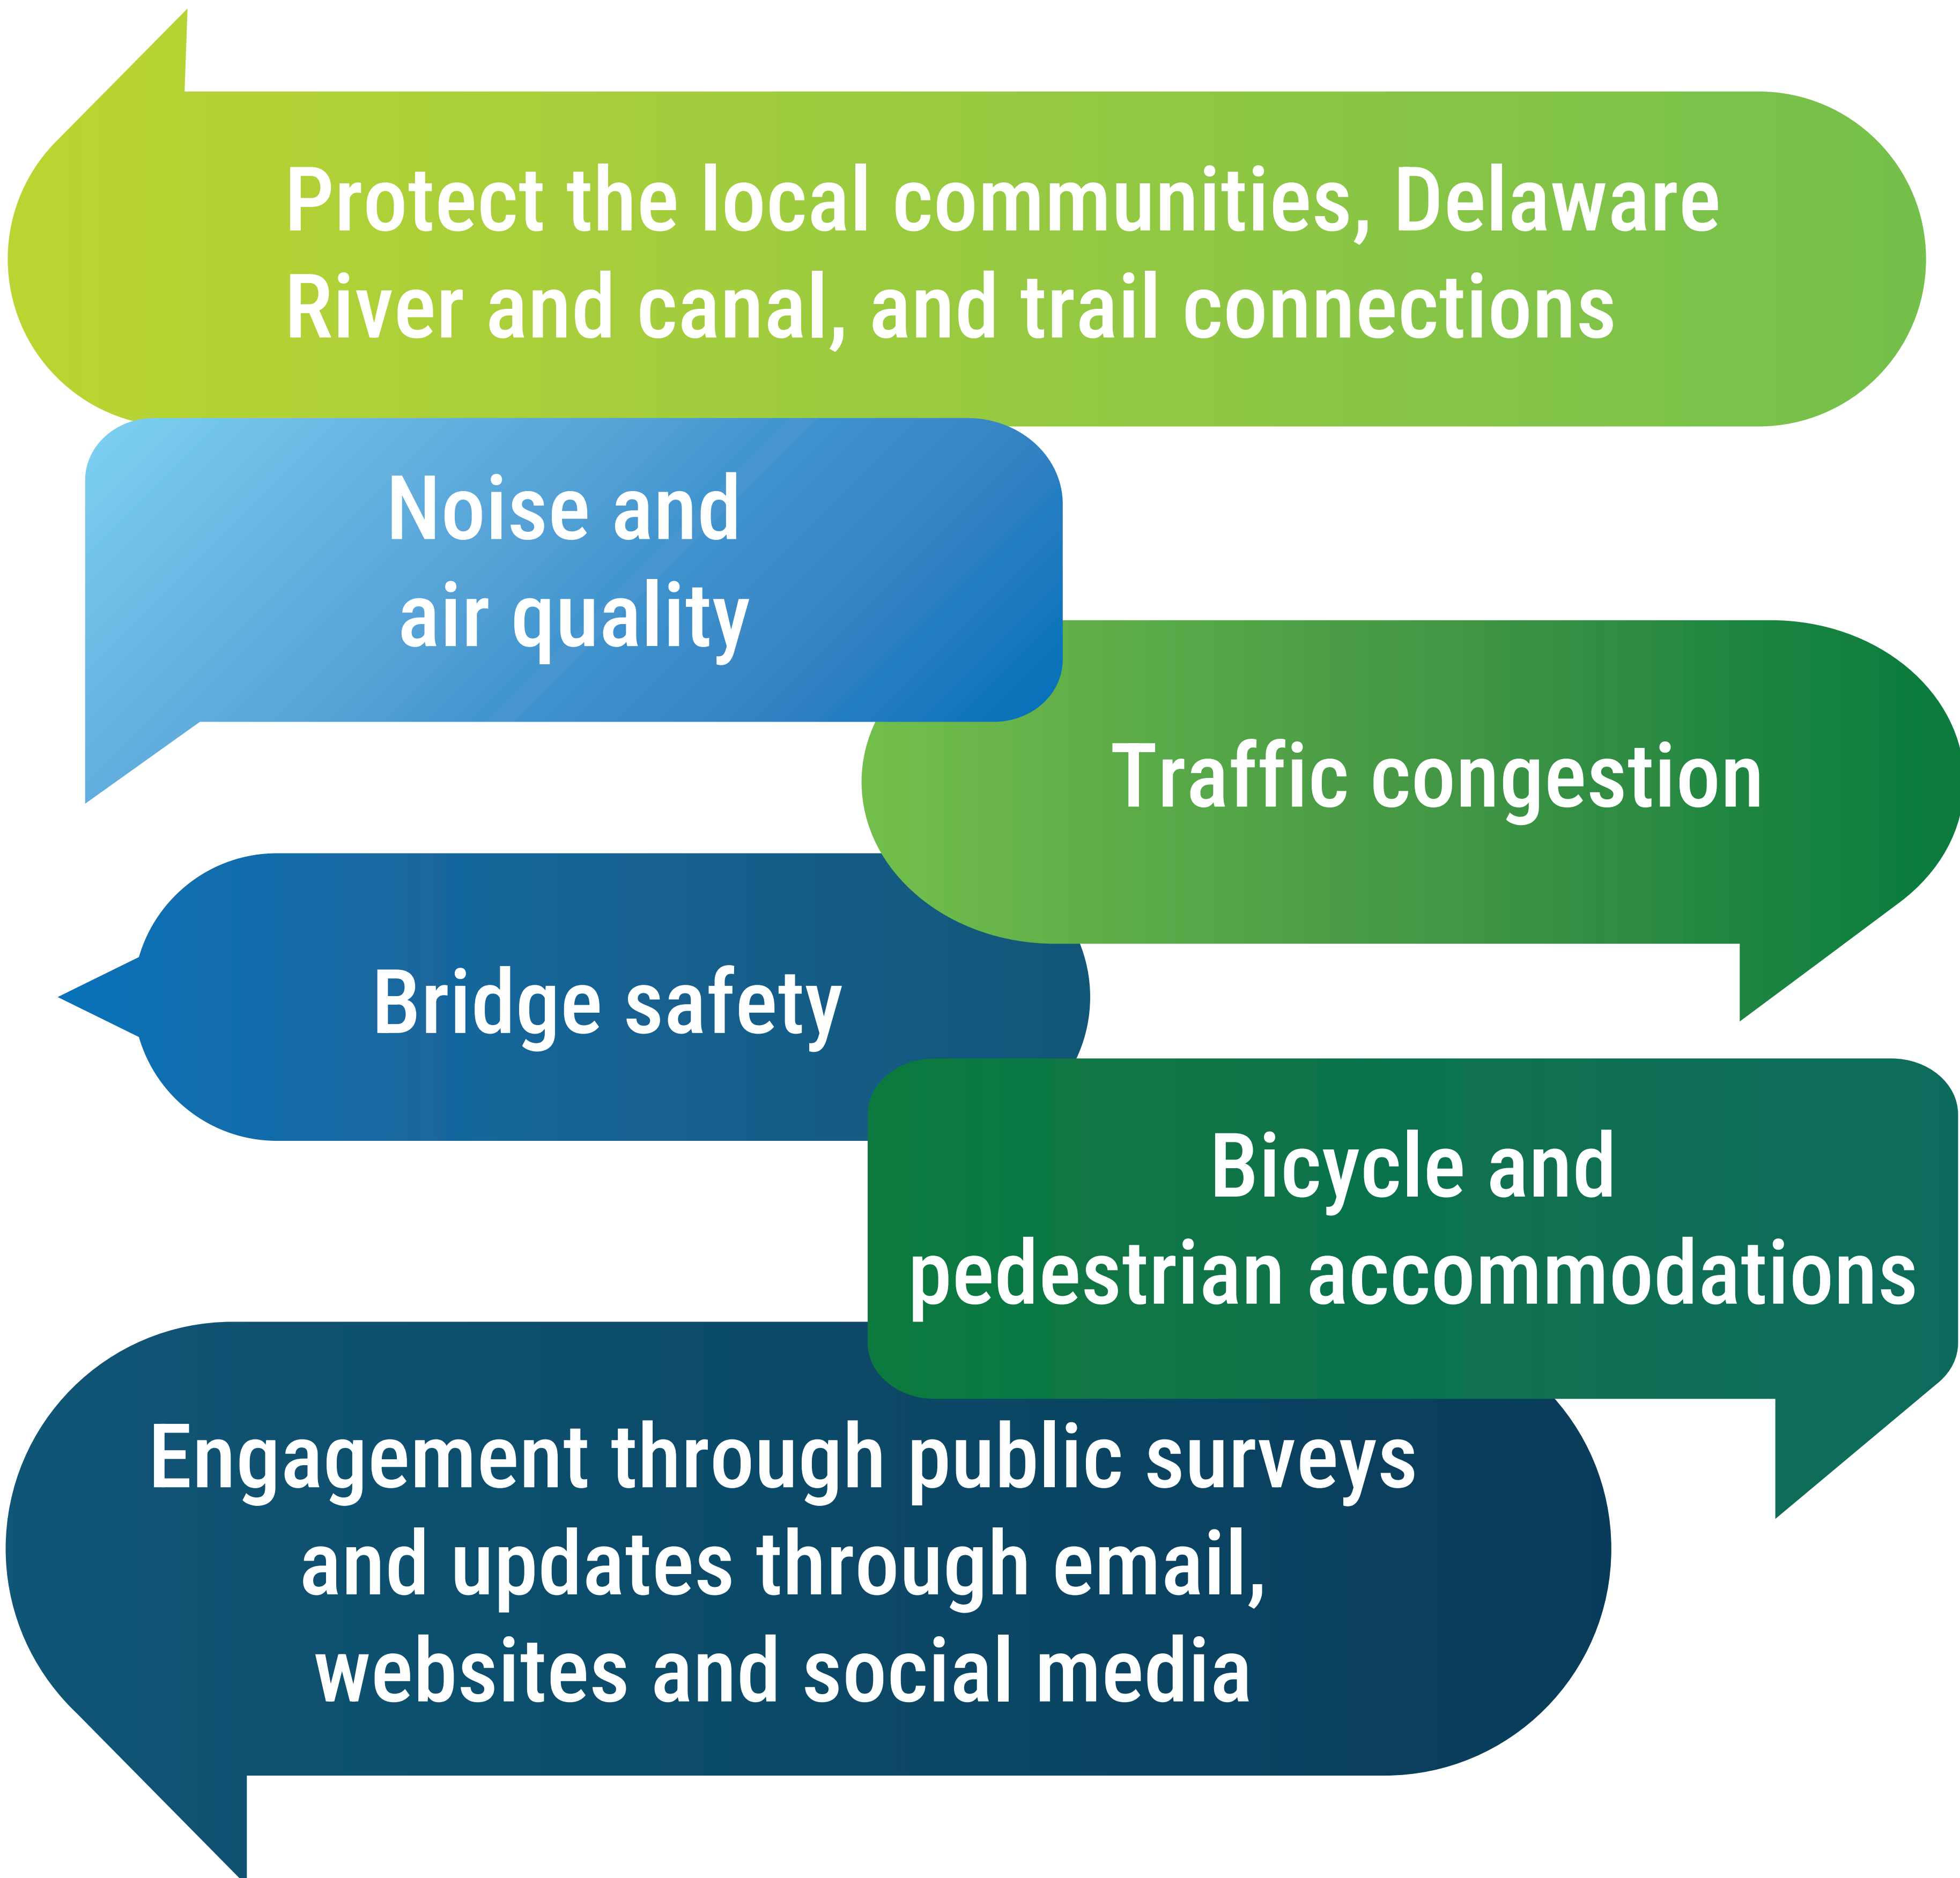 Protect the local communities, Delaware
River and canal, and trail connections
Noise and
air quality
Traffic congestion
Bridge safety
Bicycle and
pedestrian accommodations
Engagement through public surveys
and updates through email,
websites and social media